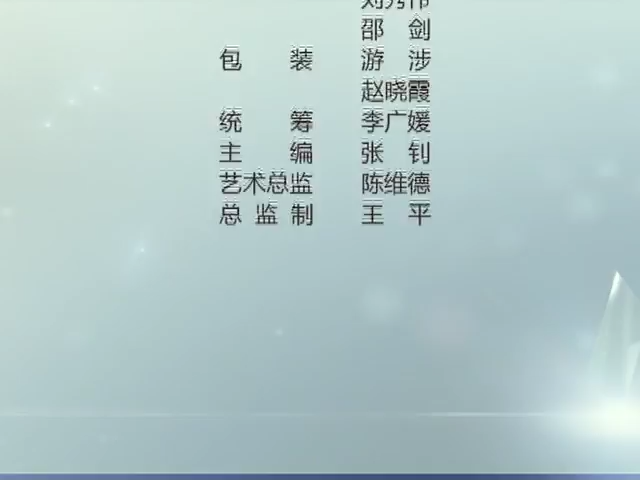 邵 剑
包 装 游 涉
赵晓霞
统 筹 李广媛
主 编 张 钊
艺术总监 陈维德
总 监 制 王 平